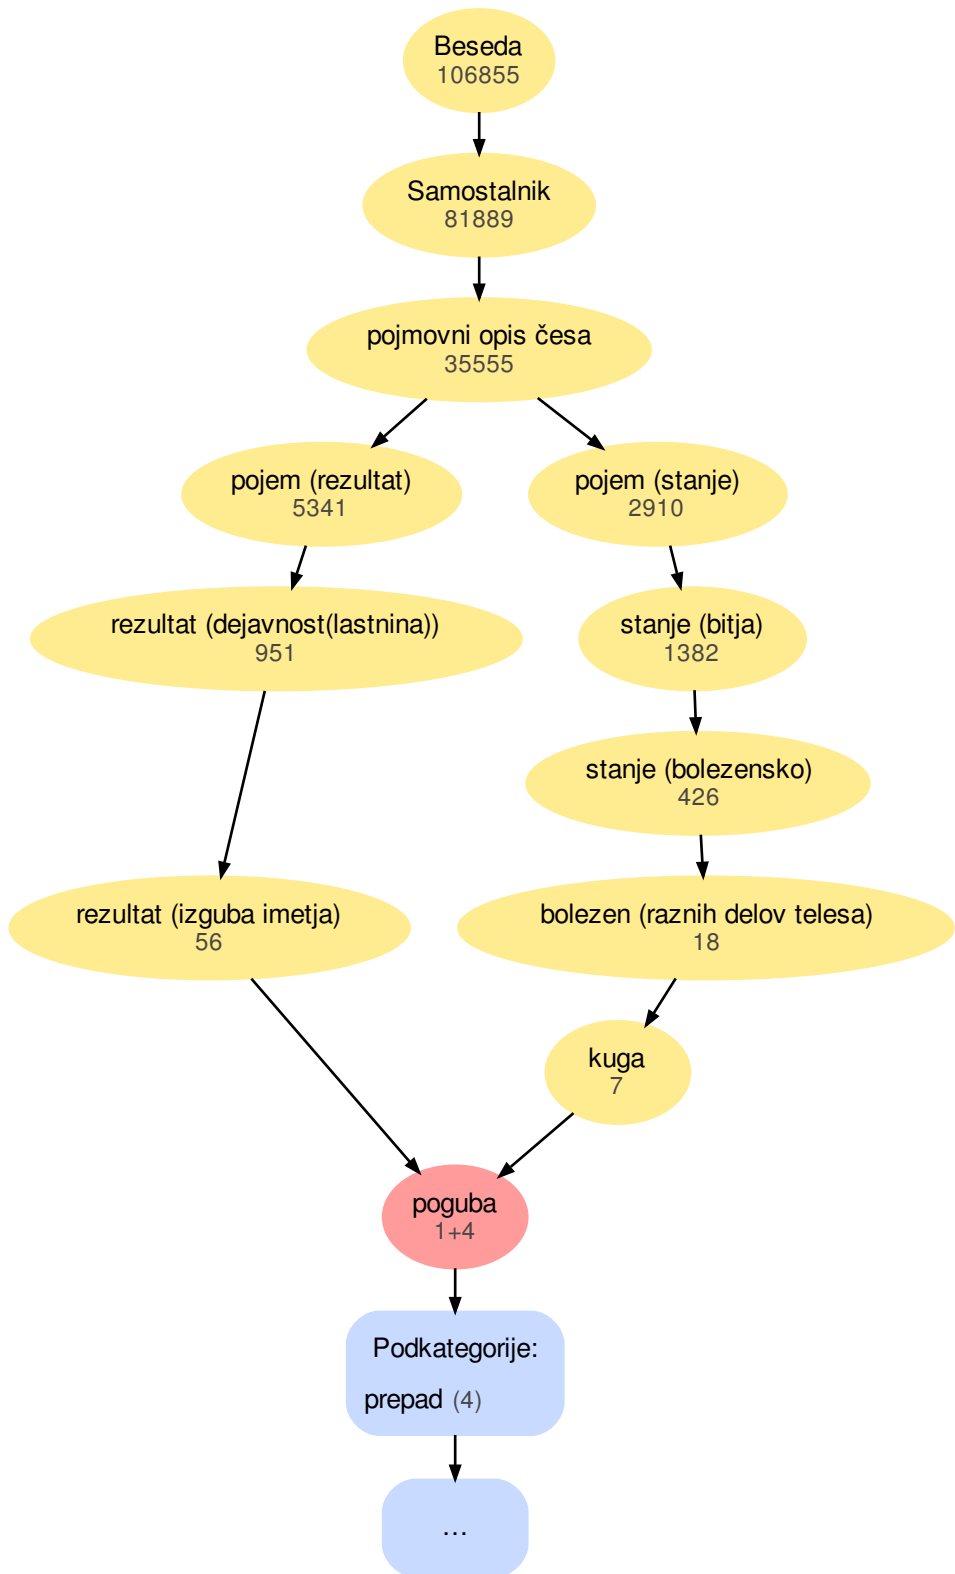 Beseda
106855
Samostalnik
81889
pojmovni opis česa
35555
pojem (rezultat)
5341
pojem (stanje)
2910
rezultat (dejavnost(lastnina))
951
stanje (bitja)
1382
stanje (bolezensko)
426
rezultat (izguba imetja)
56
bolezen (raznih delov telesa)
18
kuga
7
poguba
1+4
Podkategorije:
prepad (4)
…